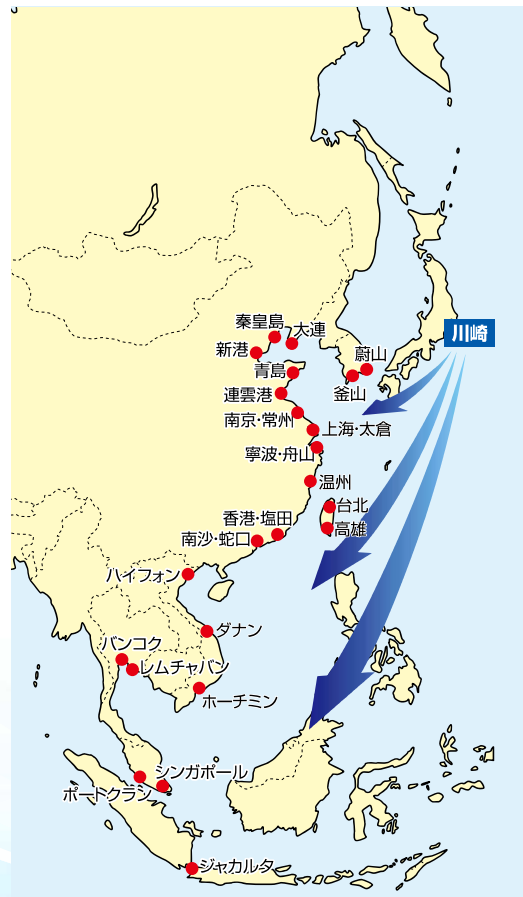 川崎
秦皇島
大連
新港
蔚山
青島
釜山
連雲港
南京・常州
上海・太倉
寧波・舟山
温州
台北
香港・塩田
高雄
南沙・蛇口
ハイフォン
ダナン
バンコク
レムチャバン
ホーチミン
シンガポール
ポートクラン
ジャカルタ